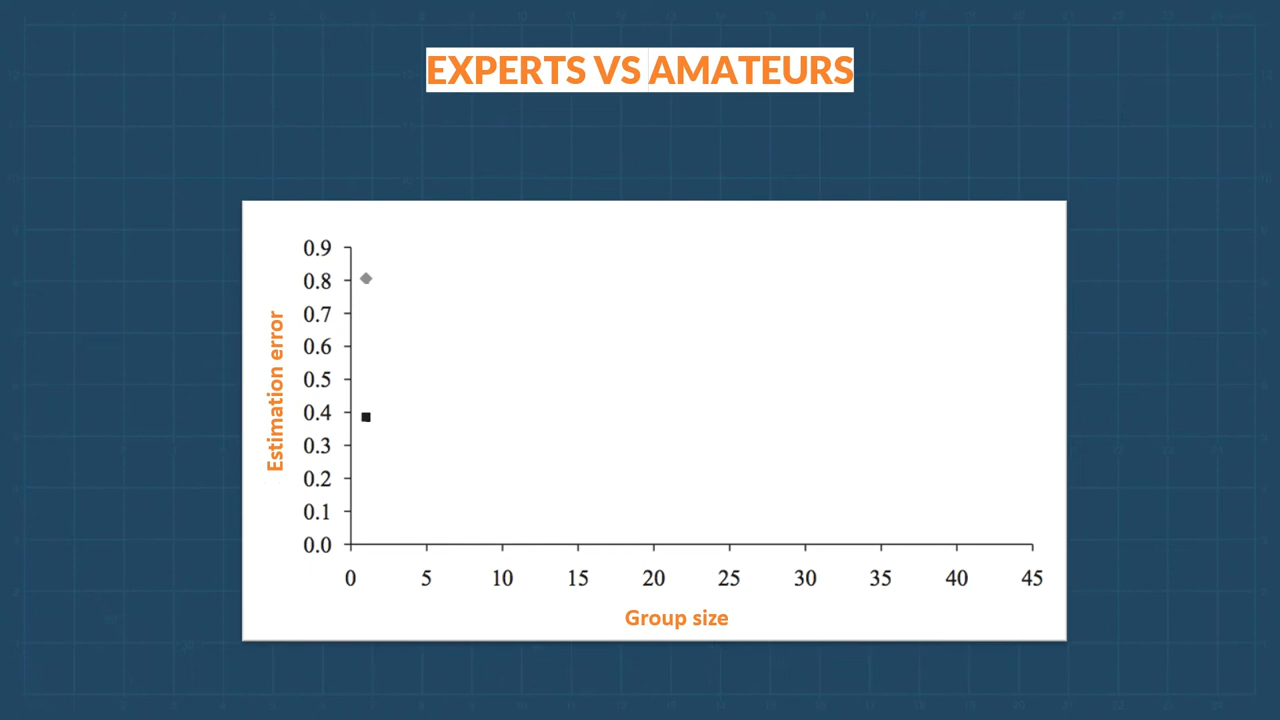 EXPERTS VS AMATEURS
0.9
0.8
0.7
0.6
0.5
0.4
0.3
0.2
0.1
0.0
Estimation error
0 5 10 15 20 25 30 35 40 45
Group size